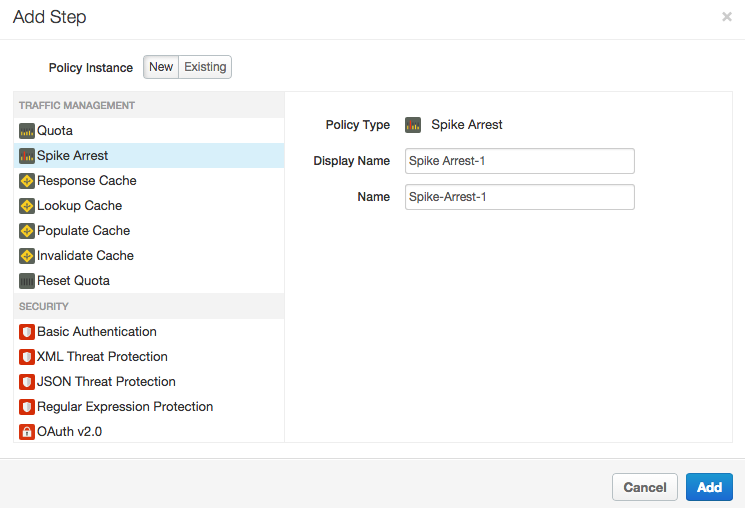 Add Step
×
Policy Instance New Existing
TRAFFIC MANAGEMENT
Quota
Spike Arrest
Response Cache
Lookup Cache
Populate Cache
Invalidate Cache
Reset Quota
SECURITY
Basic Authentication
XML Threat Protection
JSON Threat Protection
Regular Expression Protection
OAuth v2.0
Policy Type Spike Arrest
Display Name Spike Arrest-1
Name Spike-Arrest-1
Cancel Add